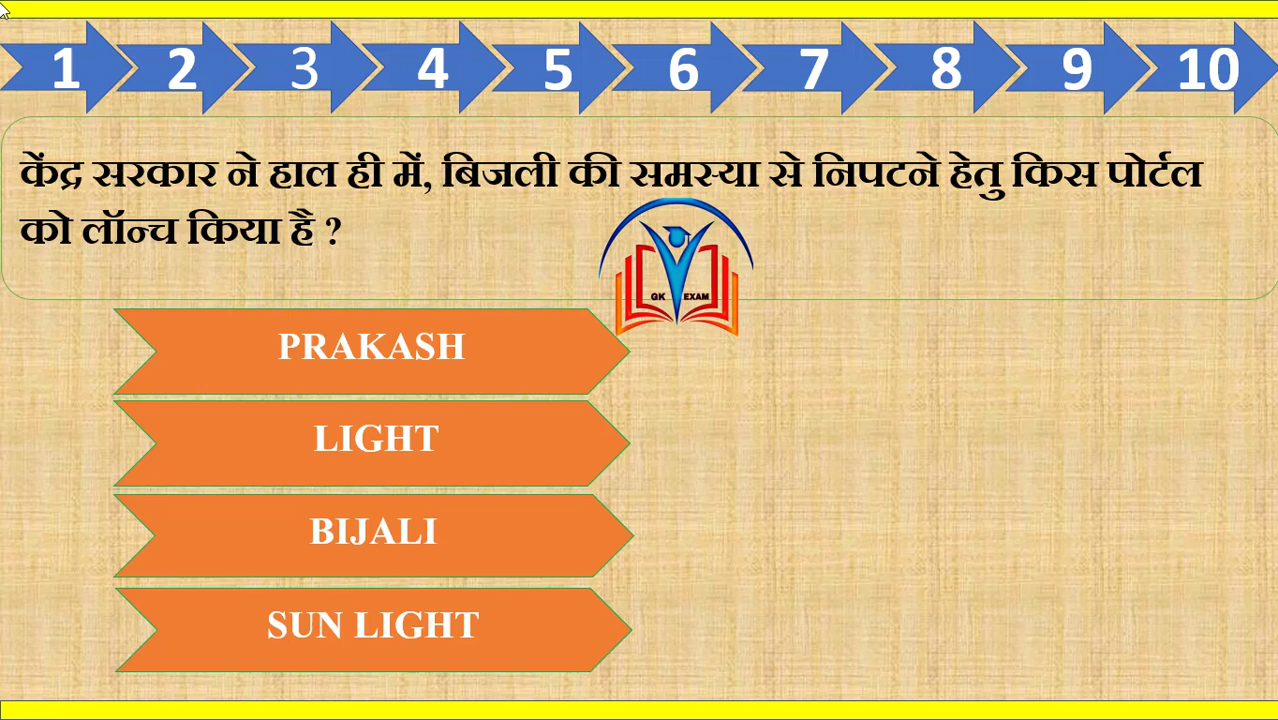 1 2 3 4 5 6 7 8 9 10
केंद्र सरकार ने हाल ही में, बिजली की समस्या से निपटने हेतु किस पोर्टल
को लॉन्च किया है ?
GK EXAM
PRAKASH
LIGHT
BIJALI
SUN LIGHT